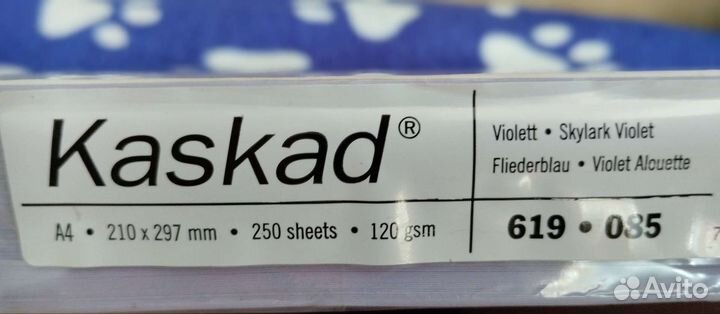 Kaskad®
A4 • 210 x 297 mm • 250 sheets • 120 gsm
Violett • Skylark Violet
Fliederblau • Violet Alouette
619 • 085
Avito